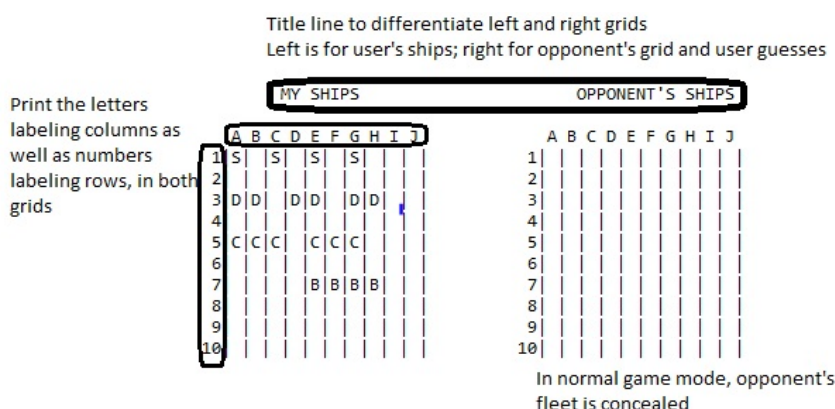 Title line to differentiate left and right grids
Left is for user's ships; right for opponent's grid and user guesses
Print the letters
labeling columns as
well as numbers
labeling rows, in both
grids
MY SHIPS OPPONENT'S SHIPS
A B C D E F G H I J A B C D E F G H I J
1|S| |C| |E| |G| | | | 1| | | | | | | | | | |
2| | | | | | | | | | | 2| | | | | | | | | | |
3|D|D| |D|D| |D|D| | | 3| | | | | | | | | | |
4| | | | | | | | | | | 4| | | | | | | | | | |
5|C|C|C| |C|C|C| | | | 5| | | | | | | | | | |
6| | | | | | | | | | | 6| | | | | | | | | | |
7| | | | |B|B|B|B| | | 7| | | | | | | | | | |
8| | | | | | | | | | | 8| | | | | | | | | | |
9| | | | | | | | | | | 9| | | | | | | | | | |
10| | | | | | | | | | | 10| | | | | | | | | | |
In normal game mode, opponent's
fleet is concealed